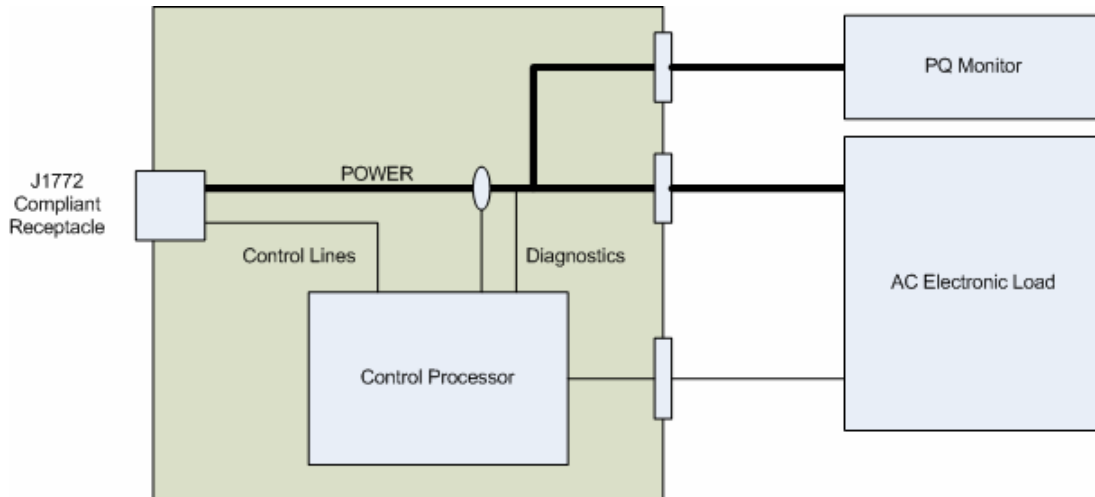 PQ Monitor
J1772
Compliant
Receptacle
POWER
Control Lines
Diagnostics
AC Electronic Load
Control Processor